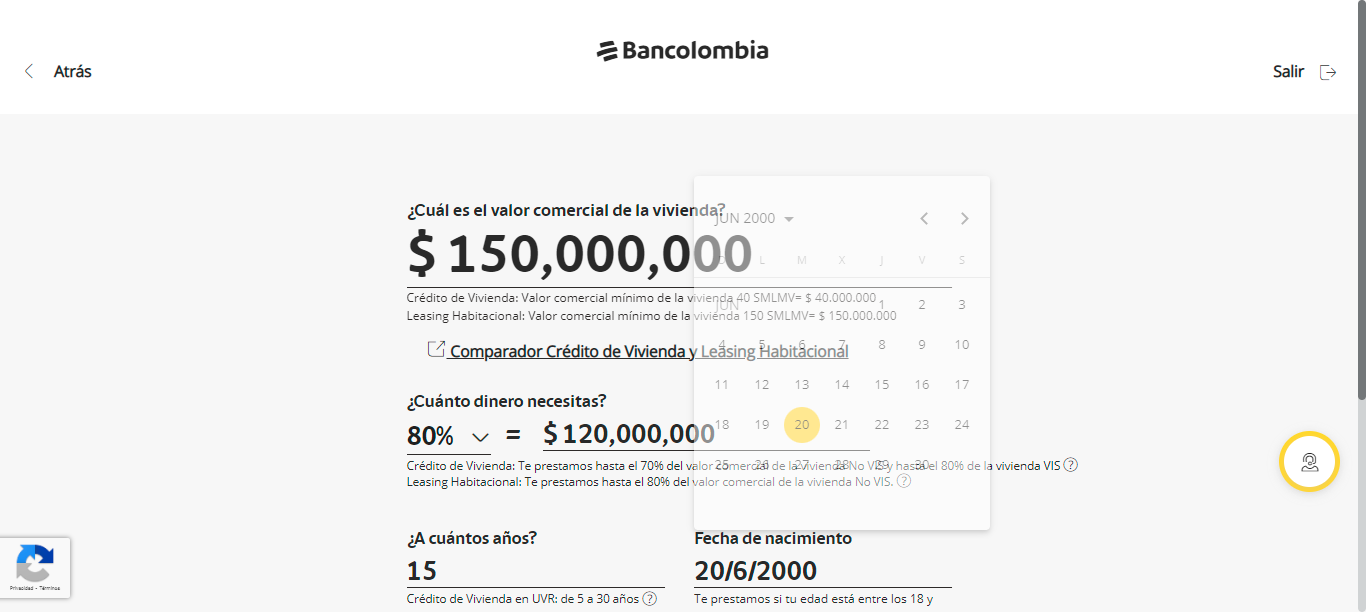 Bancolombia
Atrás
Salir
¿Cuál es el valor comercial de la vivienda?
$ 150,000,000
Crédito de Vivienda: Valor comercial mínimo de la vivienda 40 SMLMV= $ 40.000.000
Leasing Habitacional: Valor comercial mínimo de la vivienda 150 SMLMV= $ 150.000.000
Comparador Crédito de Vivienda y Leasing Habitacional
JUN 2000
D L M X J V S
JUN 1 2 3
4 5 6 7 8 9 10
11 12 13 14 15 16 17
18 19 20 21 22 23 24
25 26 27 28 29 30
¿Cuánto dinero necesitas?
80% = $ 120,000,000
Crédito de Vivienda: Te prestamos hasta el 70% del valor comercial de la vivienda No VIS y hasta el 80% de la vivienda VIS ?
Leasing Habitacional: Te prestamos hasta el 80% del valor comercial de la vivienda No VIS. ?
¿A cuántos años?
15
Crédito de Vivienda en UVR: de 5 a 30 años ?
Fecha de nacimiento
20/6/2000
Te prestamos si tu edad está entre los 18 y
Privacidad - Términos